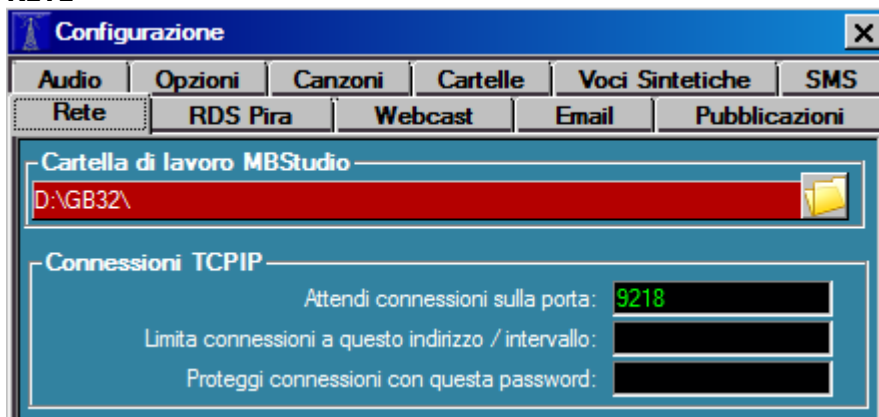 Configurazione
Audio Opzioni Canzoni Cartelle Voci Sintetiche SMS
Rete RDS Pira Webcast Email Pubblicazioni
Cartella di lavoro MBStudio
D:\GB32\
Connessioni TCPIP
Attendi connessioni sulla porta: 9218
Limita connessioni a questo indirizzo / intervallo:
Proteggi connessioni con questa password: